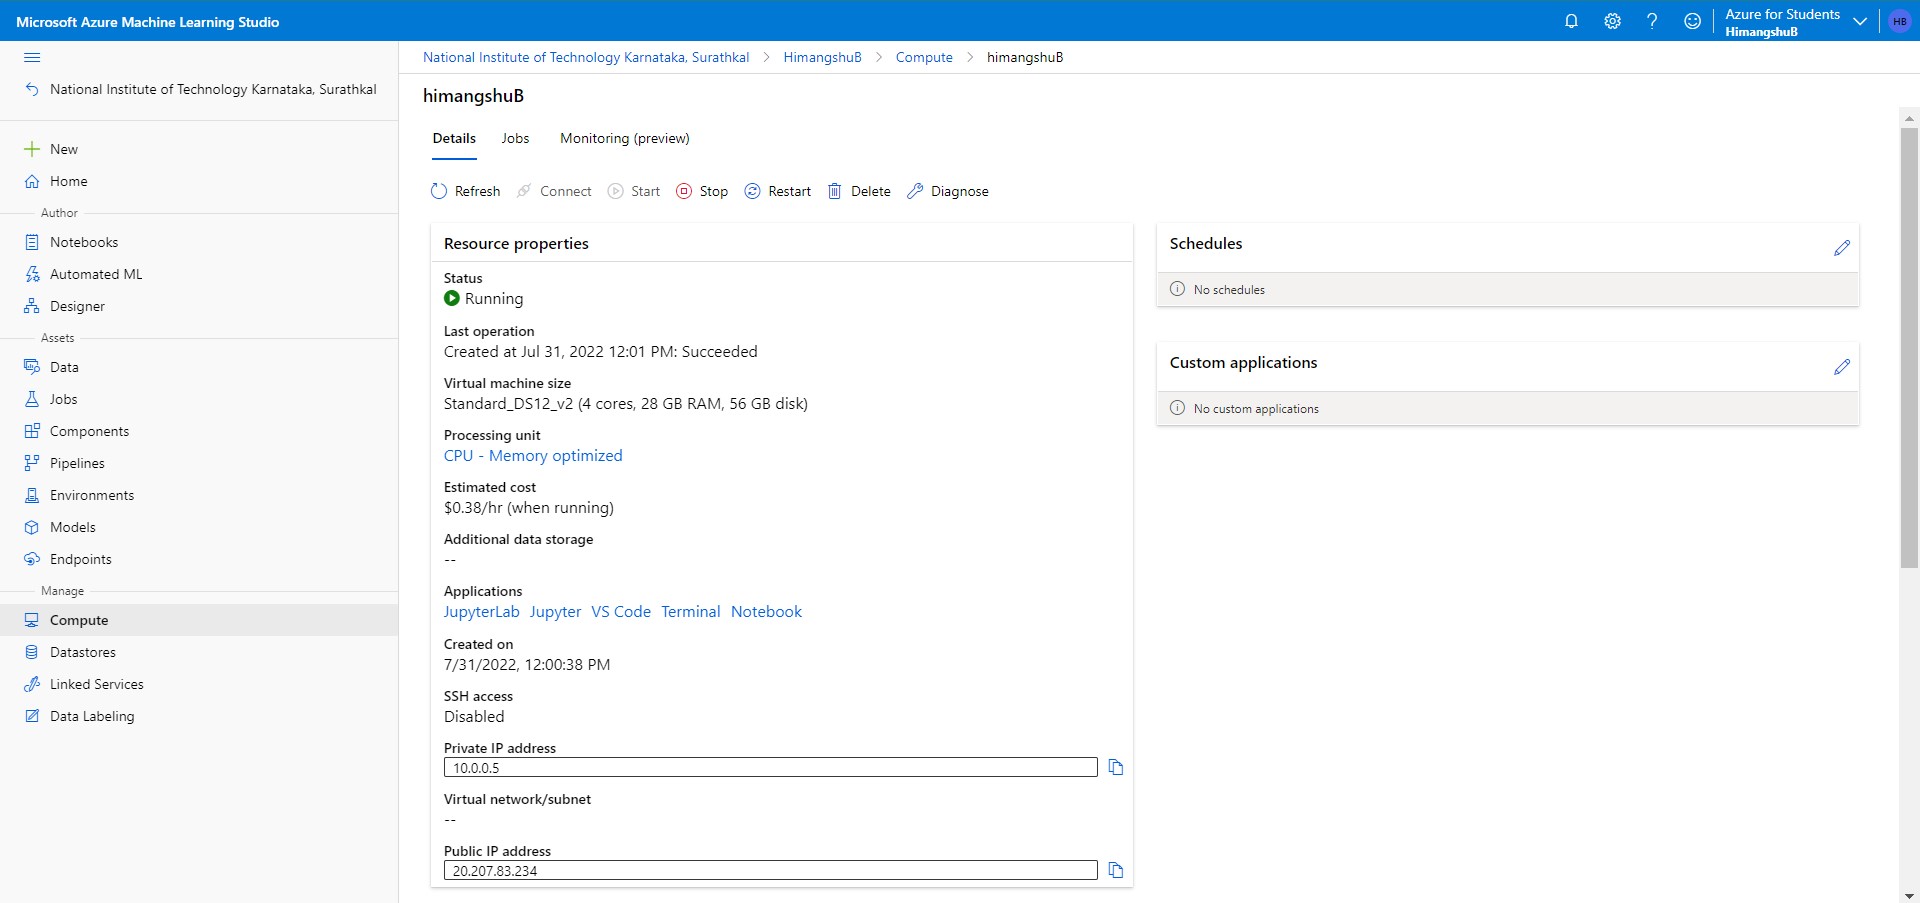 Microsoft Azure Machine Learning Studio
Azure for Students
HimangshuB
HB
National Institute of Technology Karnataka, Surathkal
New
Home
Author
Notebooks
Automated ML
Designer
Assets
Data
Jobs
Components
Pipelines
Environments
Models
Endpoints
Manage
Compute
Datastores
Linked Services
Data Labeling
National Institute of Technology Karnataka, Surathkal > HimangshuB > Compute > himangshuB
himangshuB
Details Jobs Monitoring (preview)
Refresh Connect Start Stop Restart Delete Diagnose
Resource properties
Status
Running
Last operation
Created at Jul 31, 2022 12:01 PM: Succeeded
Virtual machine size
Standard_DS12_v2 (4 cores, 28 GB RAM, 56 GB disk)
Processing unit
CPU - Memory optimized
Estimated cost
$0.38/hr (when running)
Additional data storage
--
Applications
JupyterLab Jupyter VS Code Terminal Notebook
Created on
7/31/2022, 12:00:38 PM
SSH access
Disabled
Private IP address
10.0.0.5
Virtual network/subnet
--
Public IP address
20.207.83.234
Schedules
No schedules
Custom applications
No custom applications